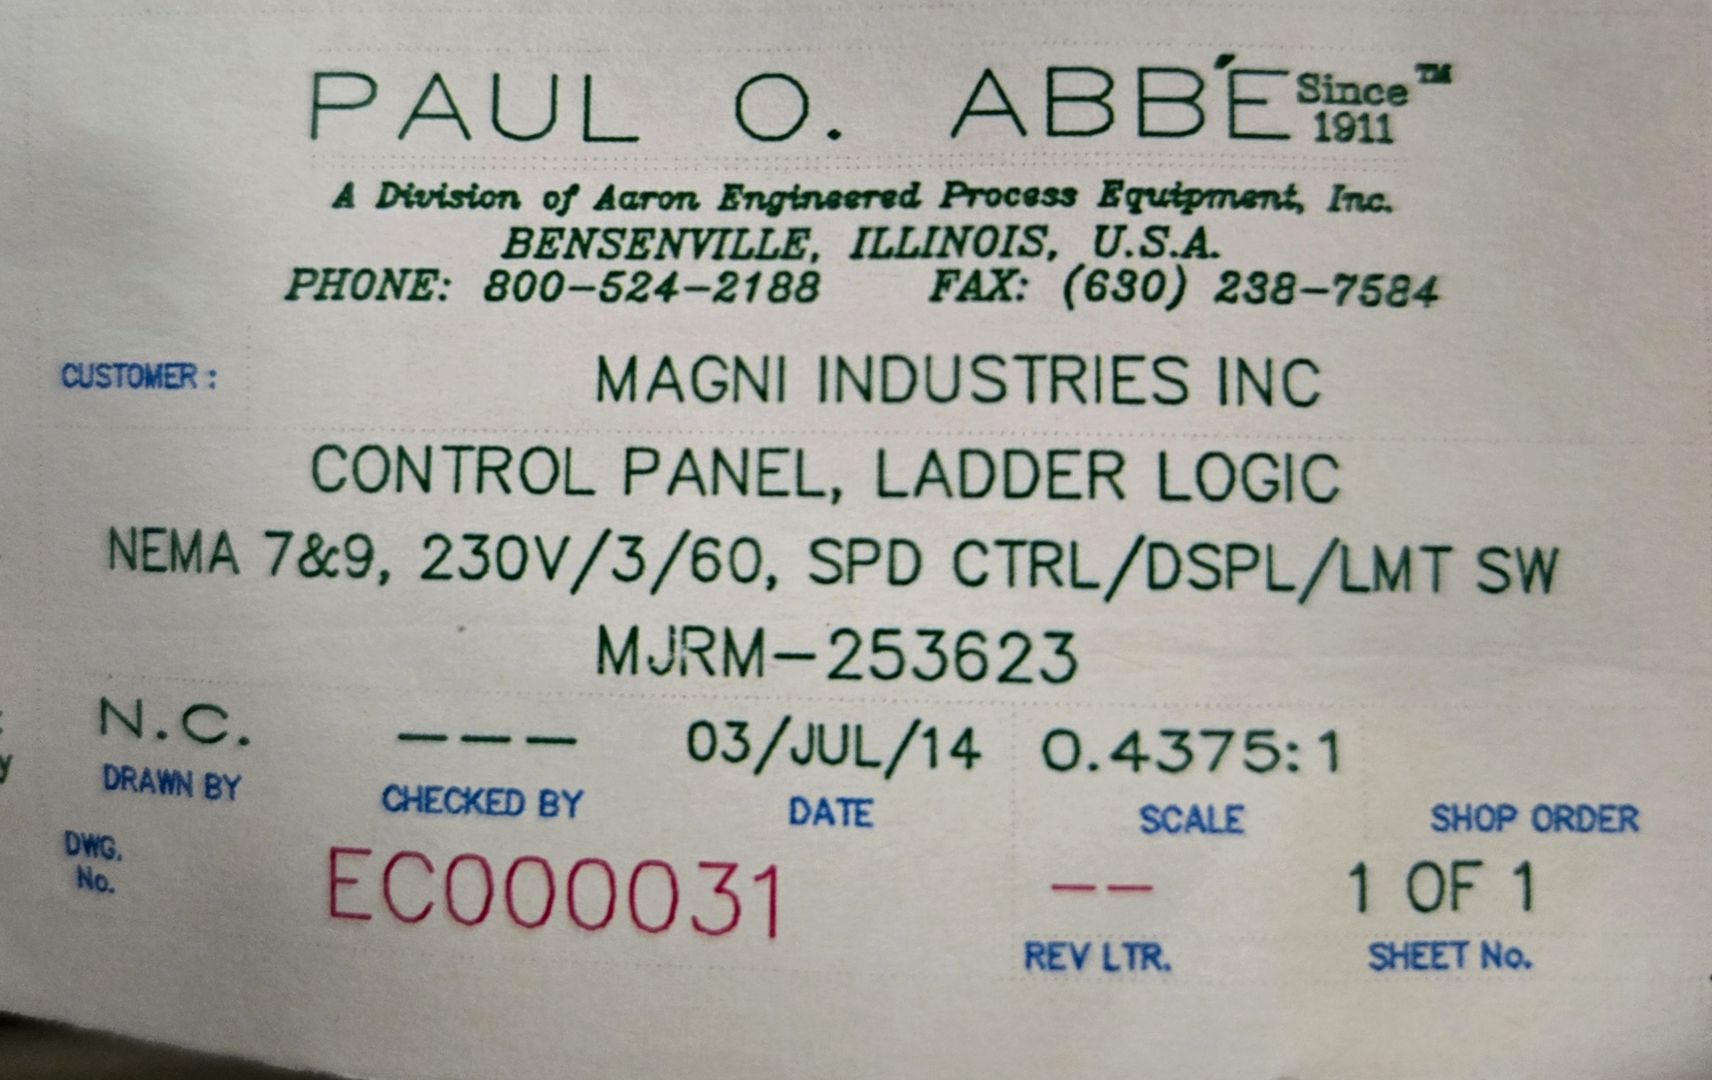 PAUL O. ABBÉ Since 1911 ™
A Division of Aaron Engineered Process Equipment, Inc.
BENSENVILLE, ILLINOIS, U.S.A.
PHONE: 800-524-2188 FAX: (630) 238-7584
CUSTOMER : MAGNI INDUSTRIES INC
CONTROL PANEL, LADDER LOGIC
NEMA 7&9, 230V/3/60, SPD CTRL/DSPL/LMT SW
MJRM-253623
N.C. --- 03/JUL/14 0.4375:1
DRAWN BY CHECKED BY DATE SCALE SHOP ORDER
DWG. No. EC000031 -- 1 OF 1
REV LTR. SHEET No.